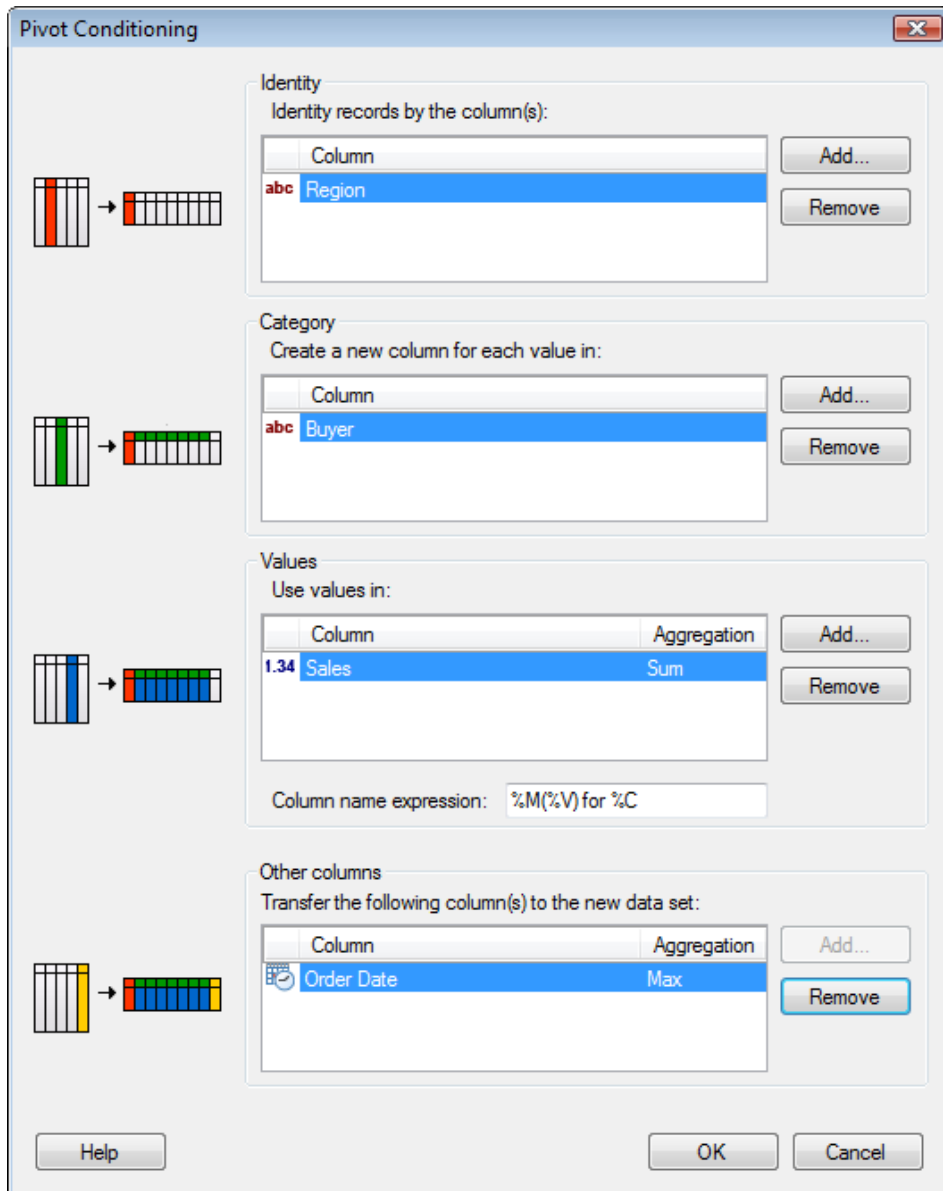 Pivot Conditioning
Identity
Identity records by the column(s):
Column
Add...
abc Region
Remove
Category
Create a new column for each value in:
Column
Add...
abc Buyer
Remove
Values
Use values in:
Column Aggregation
Add...
1.34 Sales Sum
Remove
Column name expression: %M(%V) for %C
Other columns
Transfer the following column(s) to the new data set:
Column Aggregation
Add...
Order Date Max
Remove
Help OK Cancel